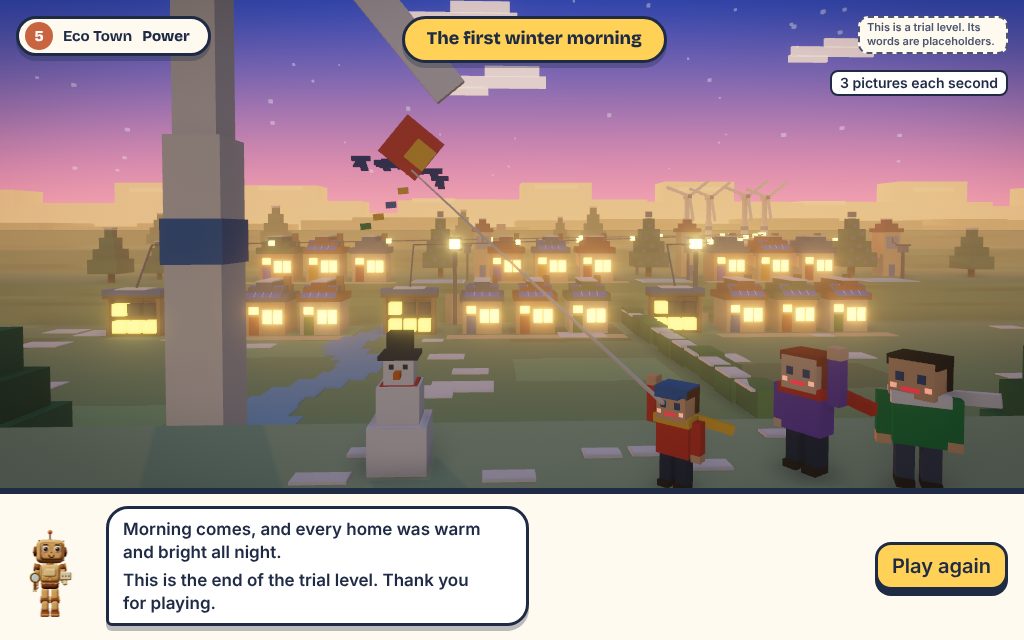 5 Eco Town Power
The first winter morning
This is a trial level. Its
words are placeholders.
3 pictures each second
Morning comes, and every home was warm
and bright all night.
This is the end of the trial level. Thank you
for playing.
Play again